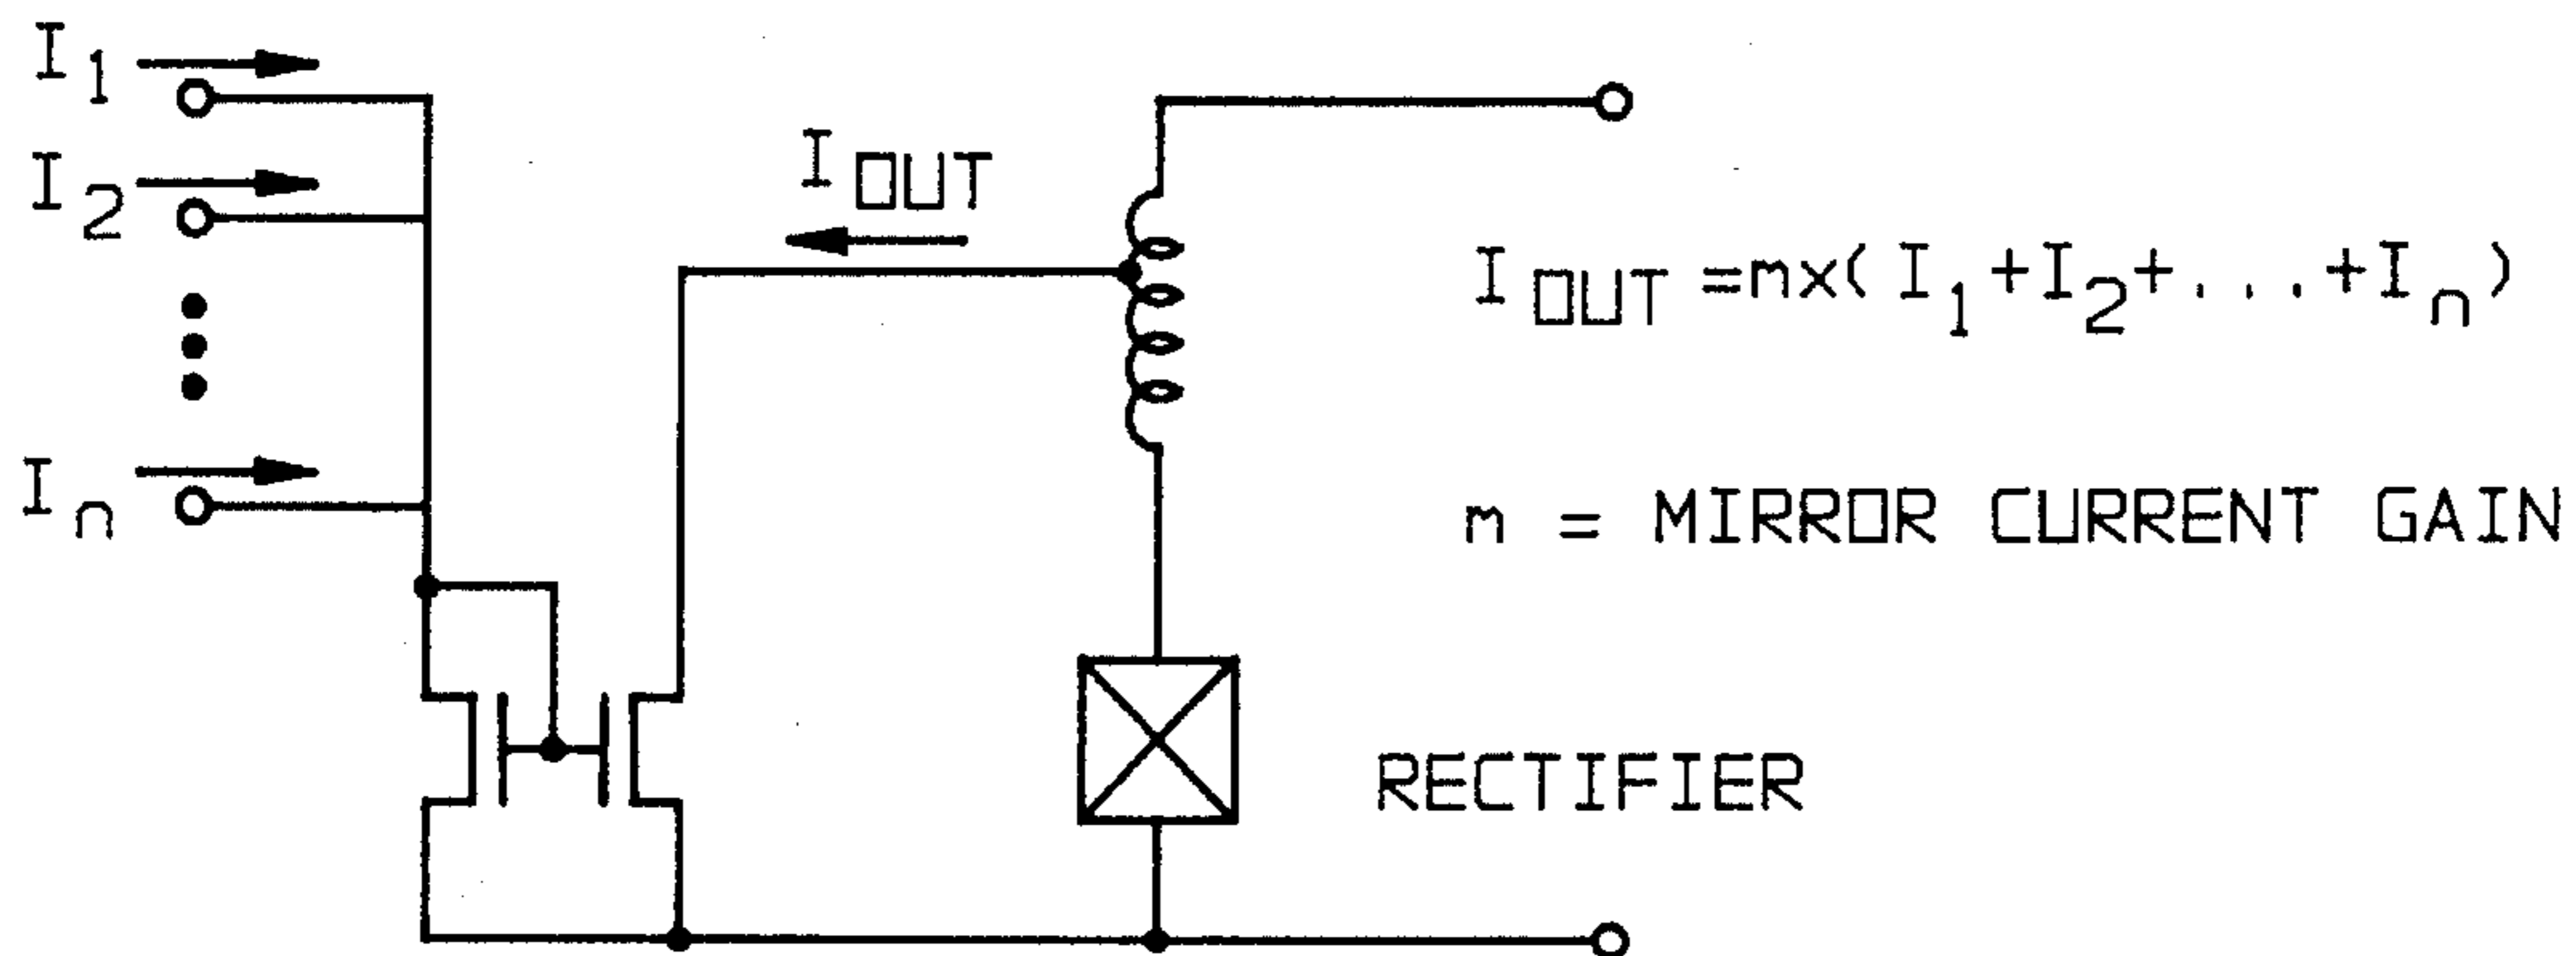 I1
I2
In
IOUT
IOUT =mx( I1+I2+. . .+In)
m = MIRROR CURRENT GAIN
RECTIFIER